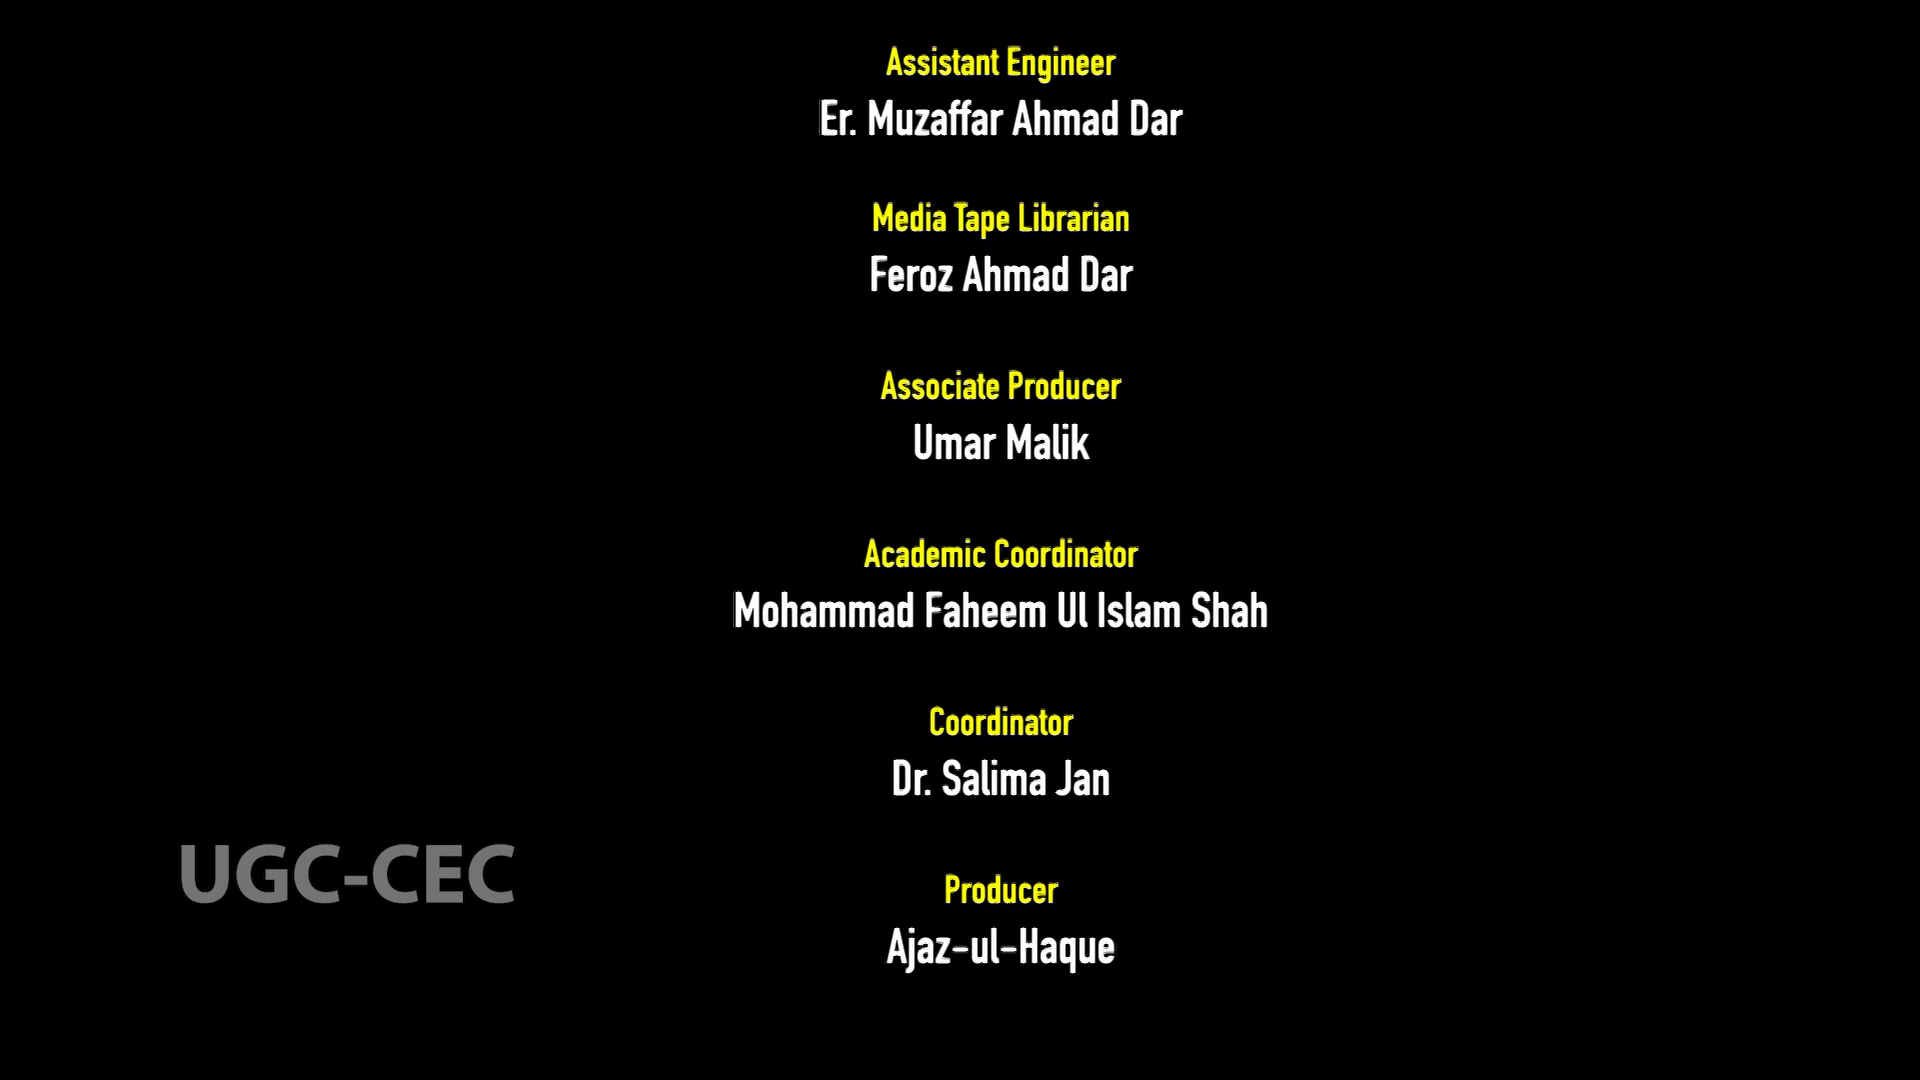 Assistant Engineer
Er. Muzaffar Ahmad Dar
Media Tape Librarian
Feroz Ahmad Dar
Associate Producer
Umar Malik
Academic Coordinator
Mohammad Faheem Ul Islam Shah
Coordinator
Dr. Salima Jan
UGC-CEC
Producer
Ajaz-ul-Haque